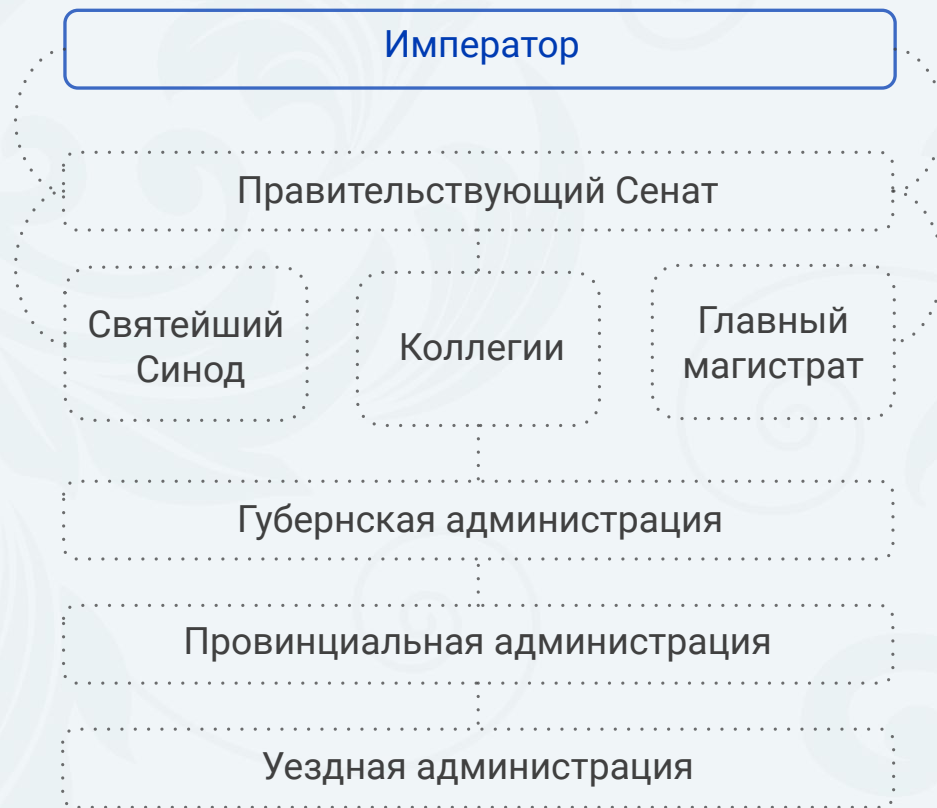 Император
Правительствующий Сенат
Святейший
Синод
Коллегии
Главный
магистрат
Губернская администрация
Провинциальная администрация
Уездная администрация